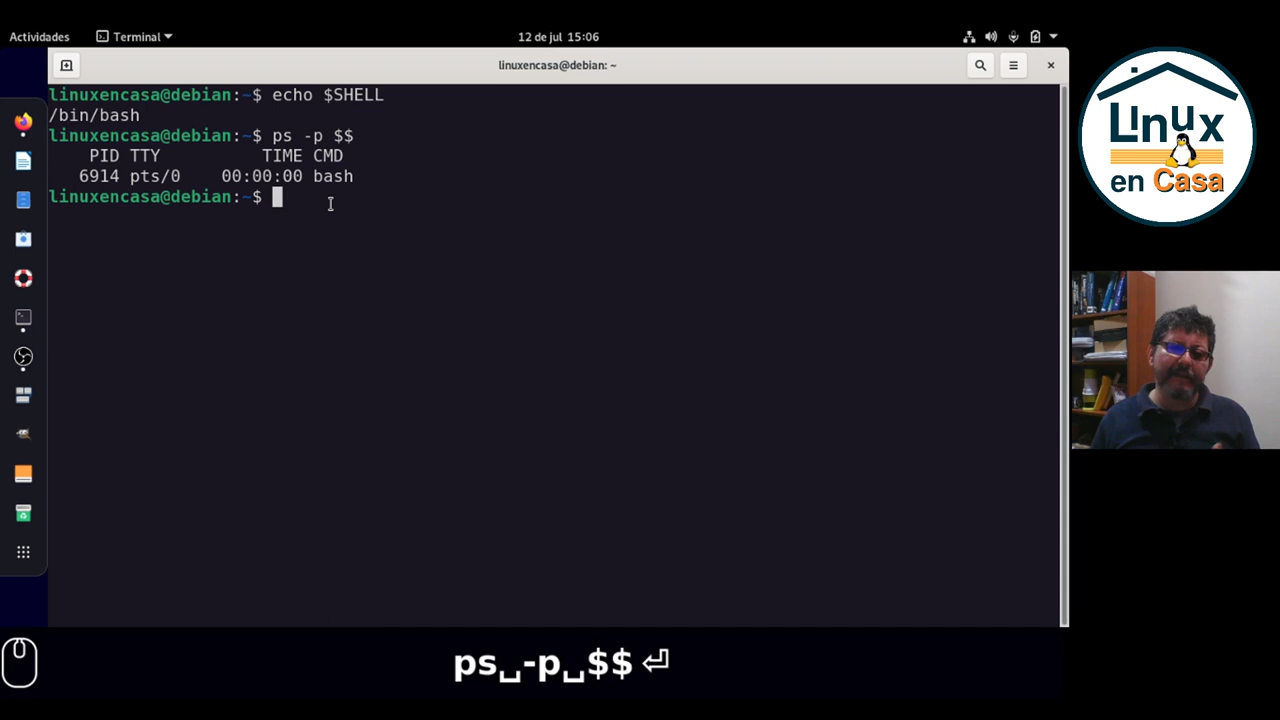 Actividades
Terminal
12 de jul 15:06
linuxencasa@debian: ~
linuxencasa@debian:~$ echo $SHELL
/bin/bash
linuxencasa@debian:~$ ps -p $$
    PID TTY          TIME CMD
   6914 pts/0    00:00:00 bash
linuxencasa@debian:~$
LInux
en Casa
ps␣-p␣$$ ⏎